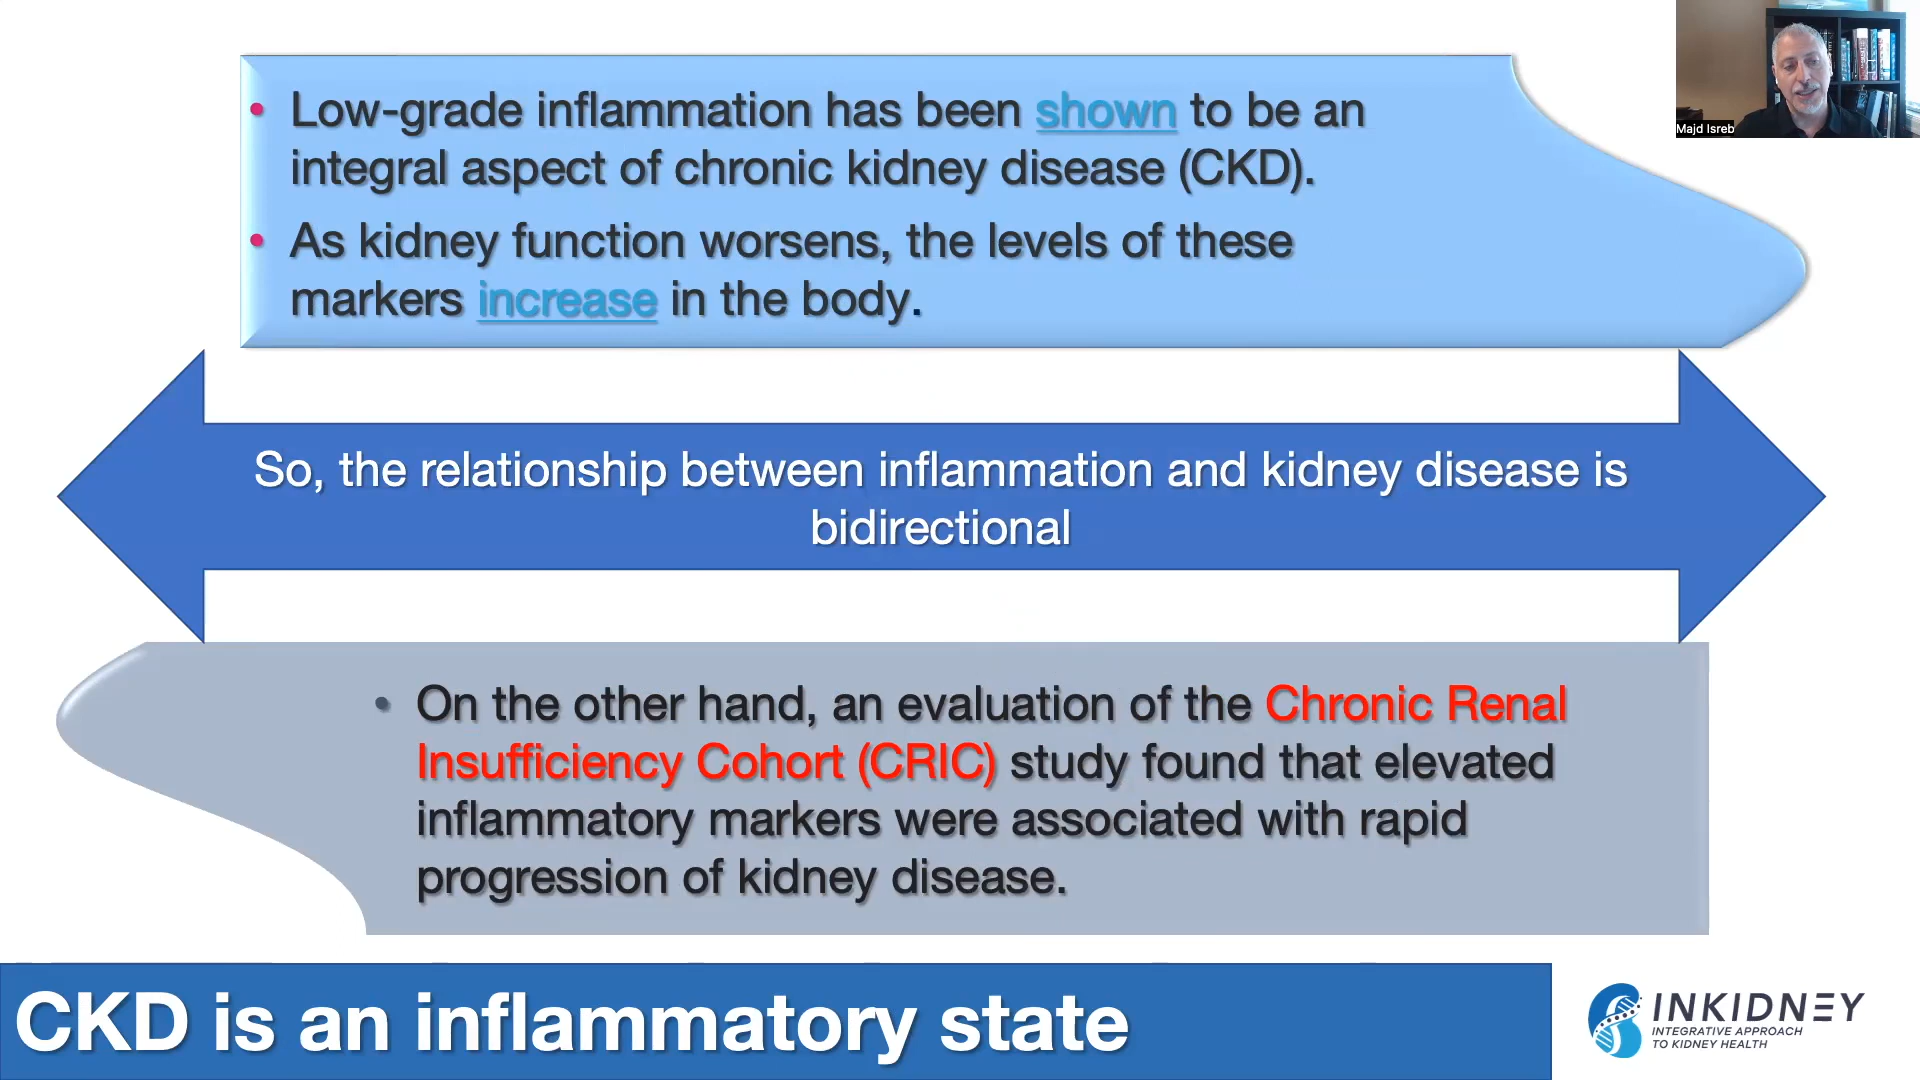 Majd Isreb
• Low-grade inflammation has been shown to be an
integral aspect of chronic kidney disease (CKD).
• As kidney function worsens, the levels of these
markers increase in the body.
So, the relationship between inflammation and kidney disease is
bidirectional
• On the other hand, an evaluation of the Chronic Renal
Insufficiency Cohort (CRIC) study found that elevated
inflammatory markers were associated with rapid
progression of kidney disease.
CKD is an inflammatory state
INKIDNEY
INTEGRATIVE APPROACH
TO KIDNEY HEALTH